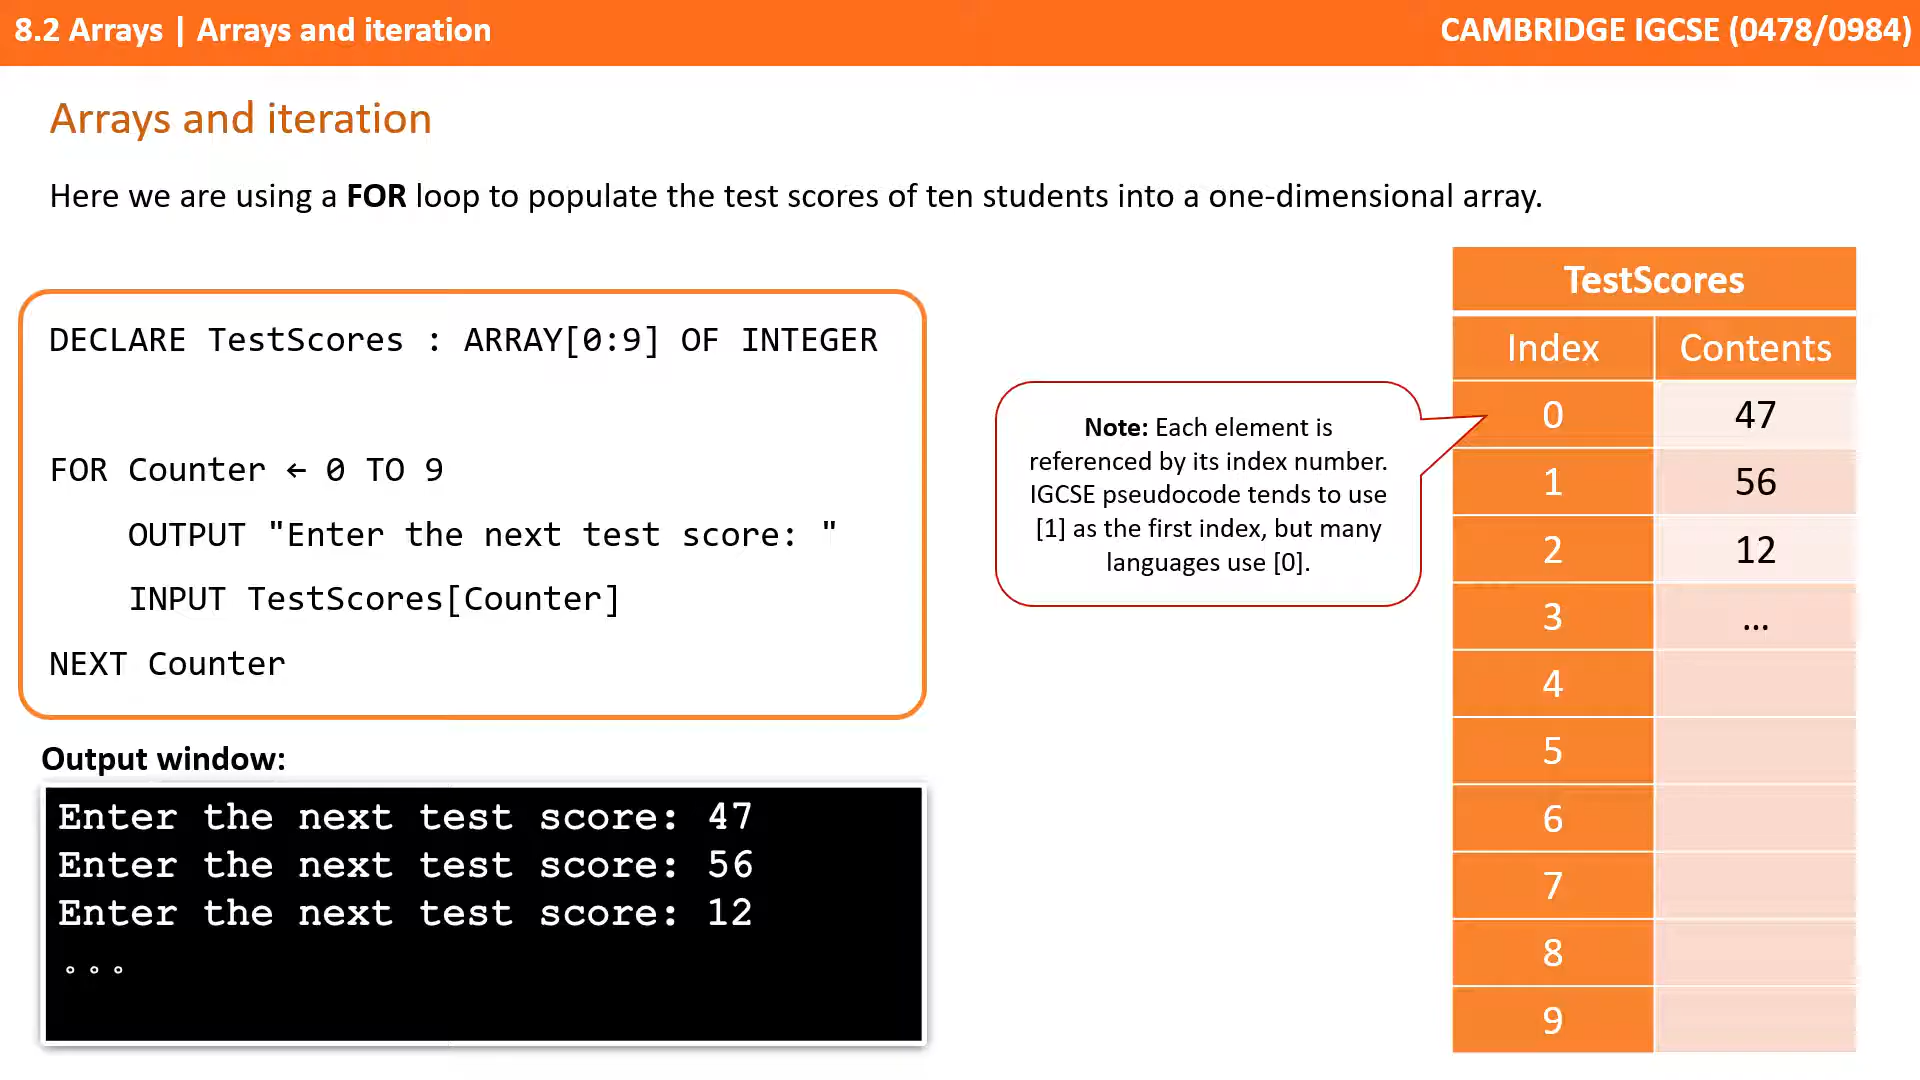 8.2 Arrays | Arrays and iteration
CAMBRIDGE IGCSE (0478/0984)
Arrays and iteration
Here we are using a FOR loop to populate the test scores of ten students into a one-dimensional array.
DECLARE TestScores : ARRAY[0:9] OF INTEGER
FOR Counter ← 0 TO 9
OUTPUT "Enter the next test score: "
INPUT TestScores[Counter]
NEXT Counter
Output window:
Enter the next test score: 47
Enter the next test score: 56
Enter the next test score: 12
...
Note: Each element is
referenced by its index number.
IGCSE pseudocode tends to use
[1] as the first index, but many
languages use [0].
TestScores
Index Contents
0 47
1 56
2 12
3 ...
4
5
6
7
8
9